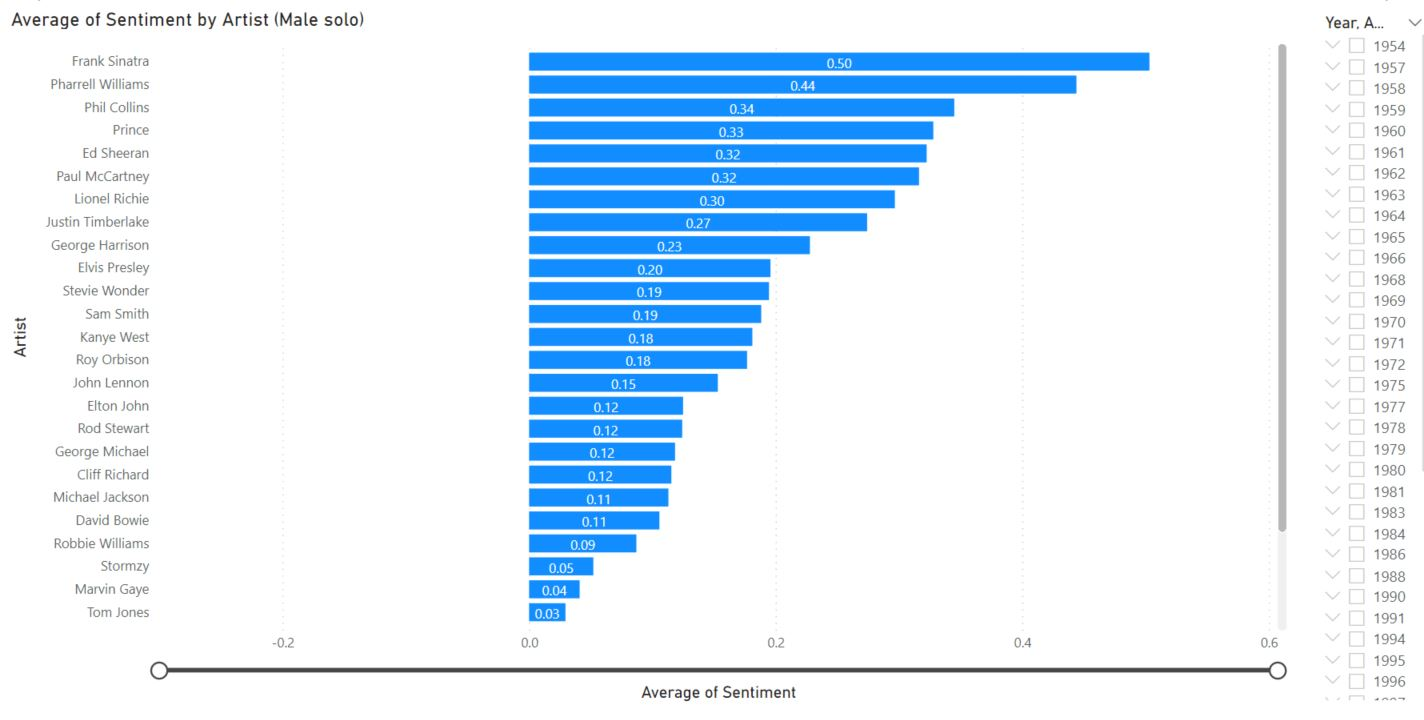 Average of Sentiment by Artist (Male solo)
Year, A...
Artist
Frank Sinatra 0.50
Pharrell Williams 0.44
Phil Collins 0.34
Prince 0.33
Ed Sheeran 0.32
Paul McCartney 0.32
Lionel Richie 0.30
Justin Timberlake 0.27
George Harrison 0.23
Elvis Presley 0.20
Stevie Wonder 0.19
Sam Smith 0.19
Kanye West 0.18
Roy Orbison 0.18
John Lennon 0.15
Elton John 0.12
Rod Stewart 0.12
George Michael 0.12
Cliff Richard 0.12
Michael Jackson 0.11
David Bowie 0.11
Robbie Williams 0.09
Stormzy 0.05
Marvin Gaye 0.04
Tom Jones 0.03
-0.2 0.0 0.2 0.4 0.6
Average of Sentiment
1954
1957
1958
1959
1960
1961
1962
1963
1964
1965
1966
1968
1969
1970
1971
1972
1975
1977
1978
1979
1980
1981
1983
1984
1986
1988
1990
1991
1994
1995
1996